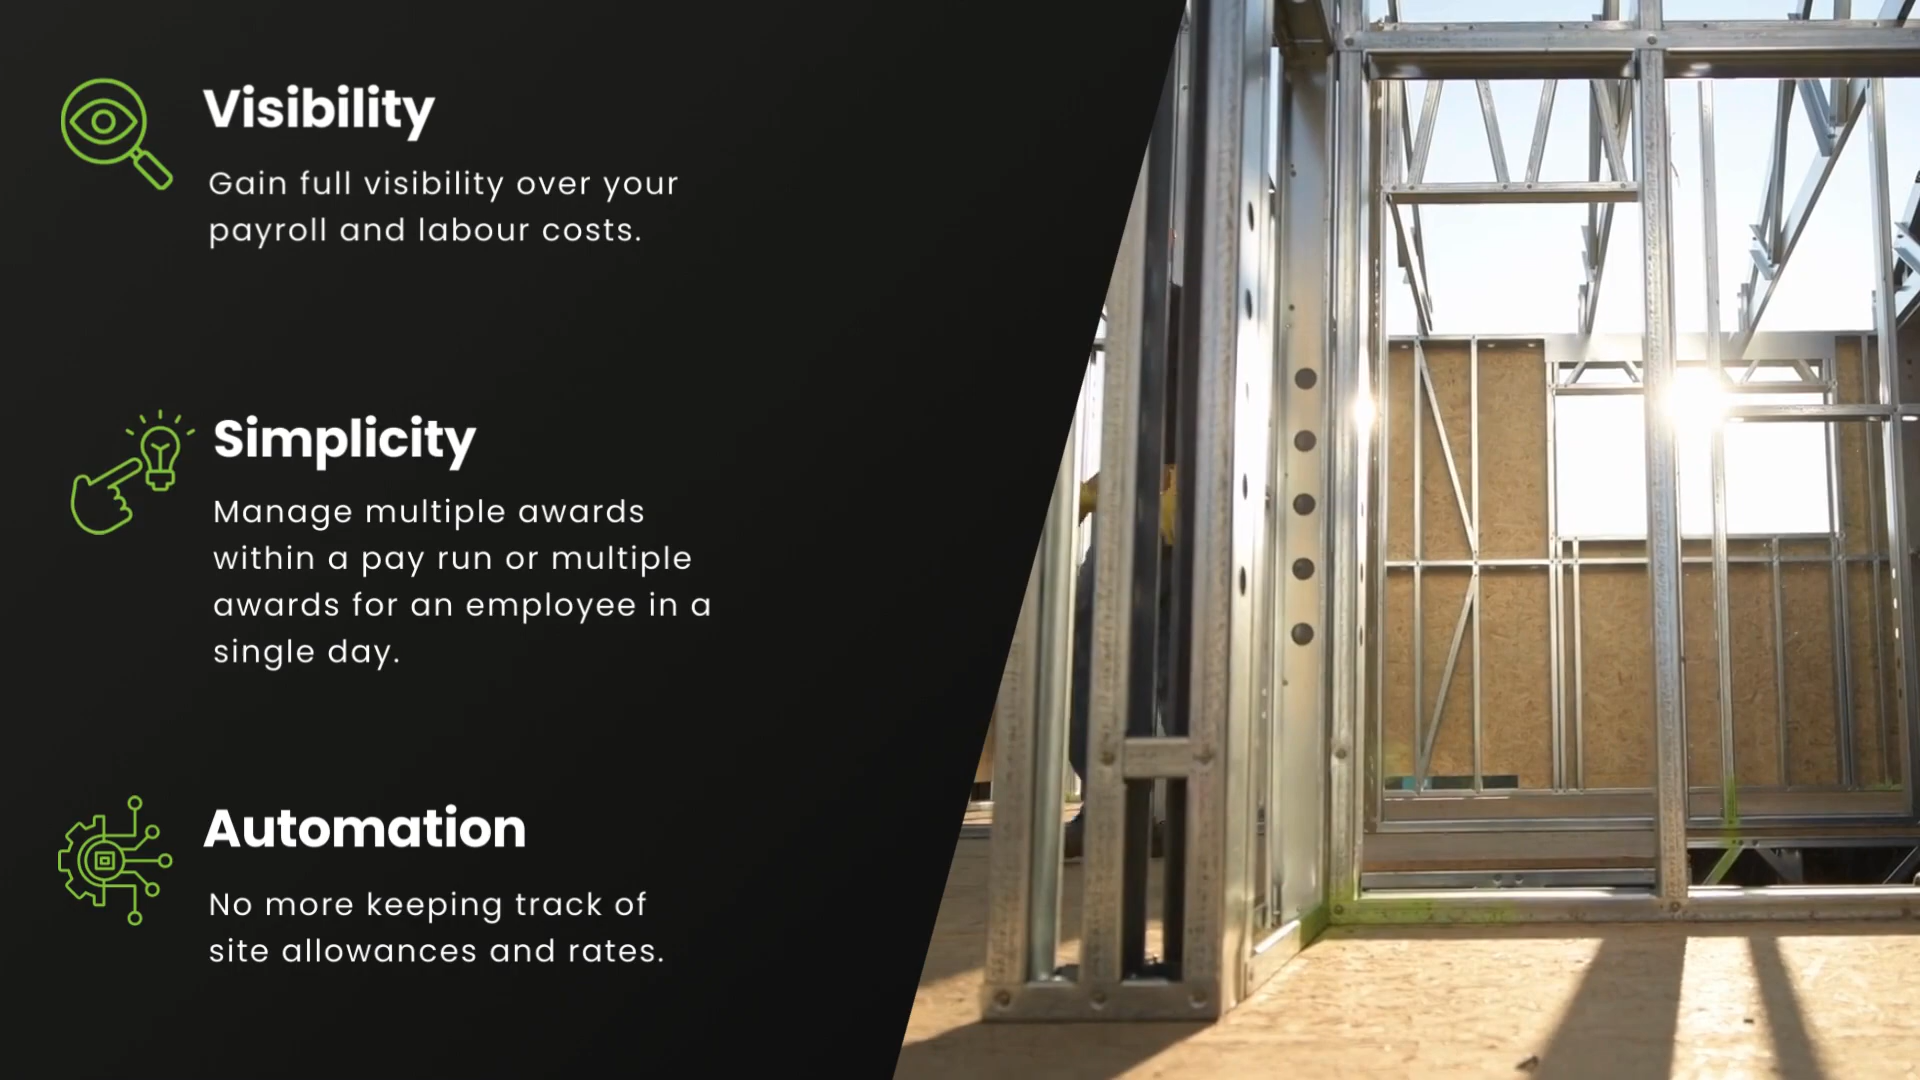 Visibility
Gain full visibility over your
payroll and labour costs.
Simplicity
Manage multiple awards
within a pay run or multiple
awards for an employee in a
single day.
Automation
No more keeping track of
site allowances and rates.